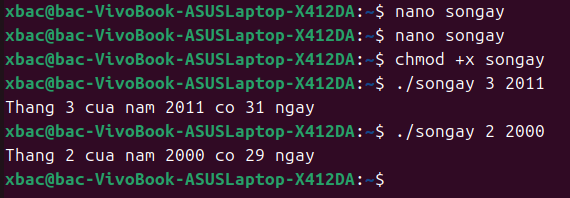 xbac@bac-VivoBook-ASUSLaptop-X412DA:~$ nano songay
xbac@bac-VivoBook-ASUSLaptop-X412DA:~$ nano songay
xbac@bac-VivoBook-ASUSLaptop-X412DA:~$ chmod +x songay
xbac@bac-VivoBook-ASUSLaptop-X412DA:~$ ./songay 3 2011
Thang 3 cua nam 2011 co 31 ngay
xbac@bac-VivoBook-ASUSLaptop-X412DA:~$ ./songay 2 2000
Thang 2 cua nam 2000 co 29 ngay
xbac@bac-VivoBook-ASUSLaptop-X412DA:~$